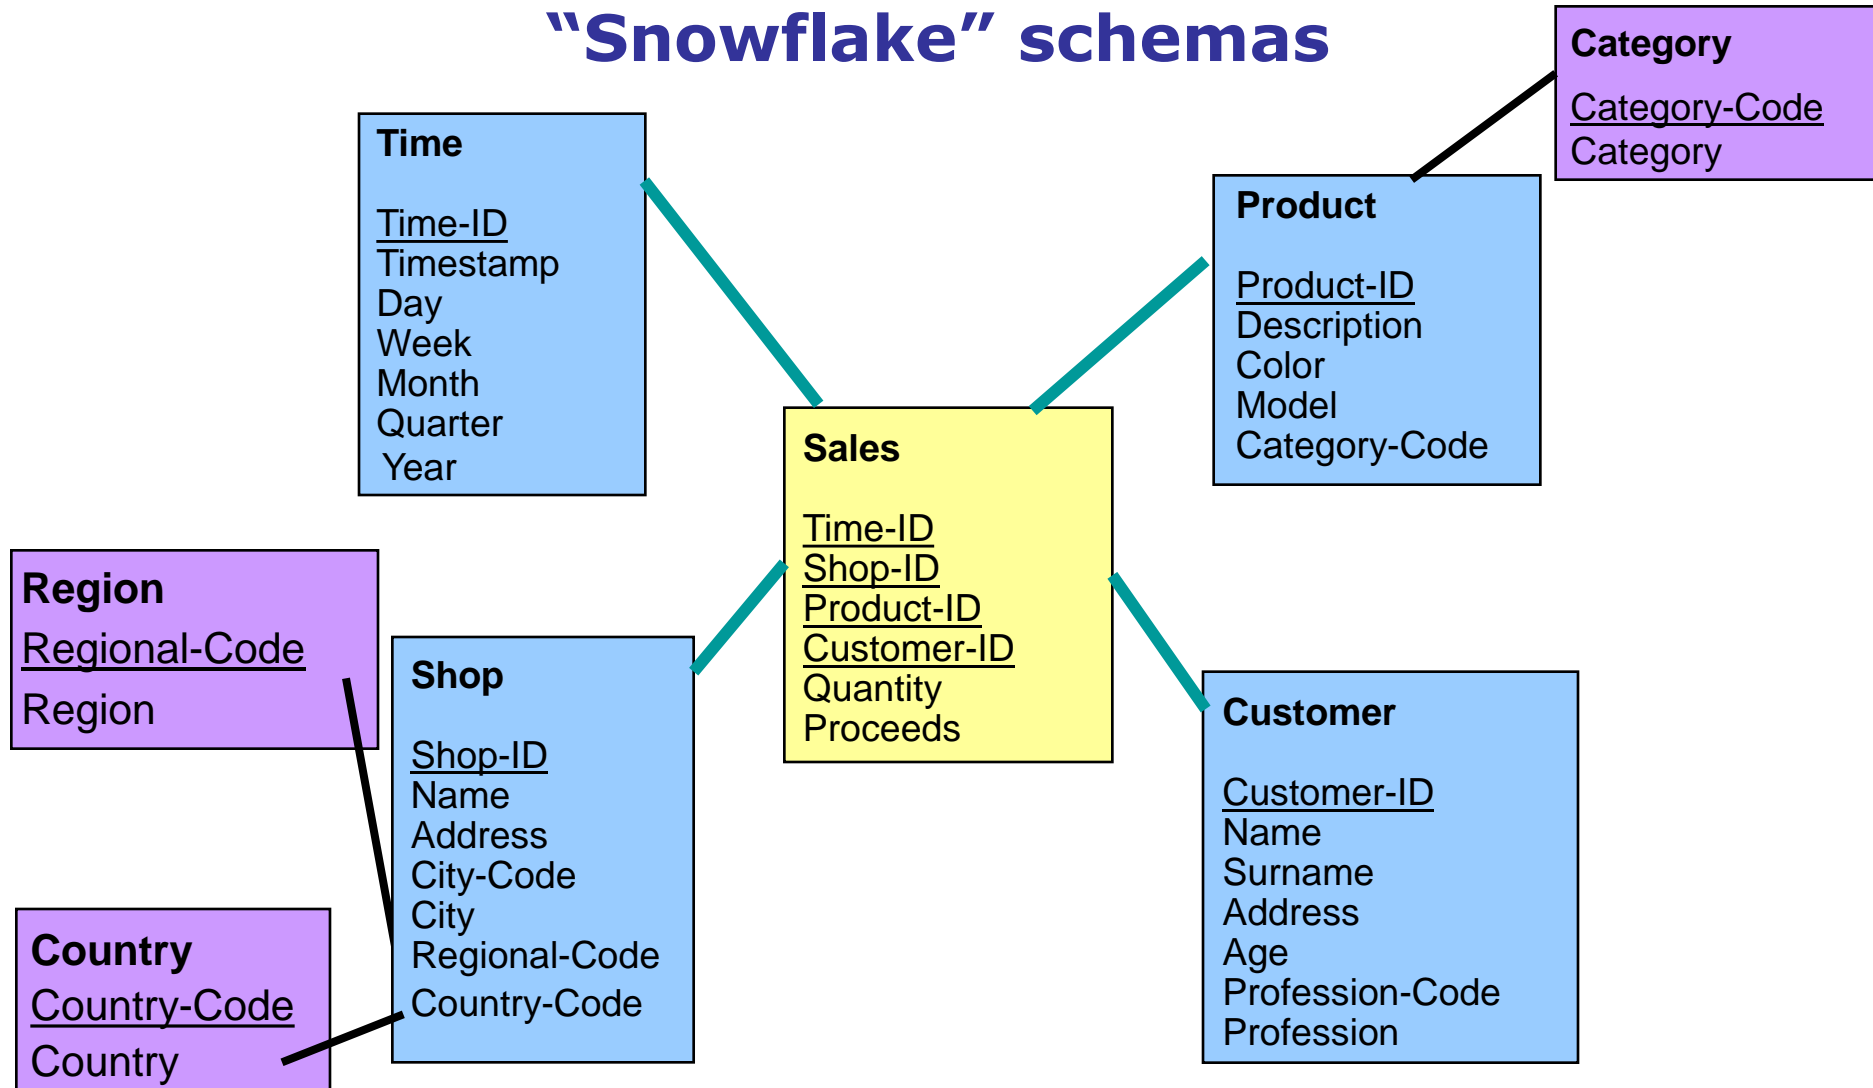 “Snowflake” schemas
Category
Category-Code
Category
Time
Time-ID
Timestamp
Day
Week
Month
Quarter
Year
Product
Product-ID
Description
Color
Model
Category-Code
Sales
Time-ID
Shop-ID
Product-ID
Customer-ID
Quantity
Proceeds
Region
Regional-Code
Region
Shop
Shop-ID
Name
Address
City-Code
City
Regional-Code
Country-Code
Customer
Customer-ID
Name
Surname
Address
Age
Profession-Code
Profession
Country
Country-Code
Country